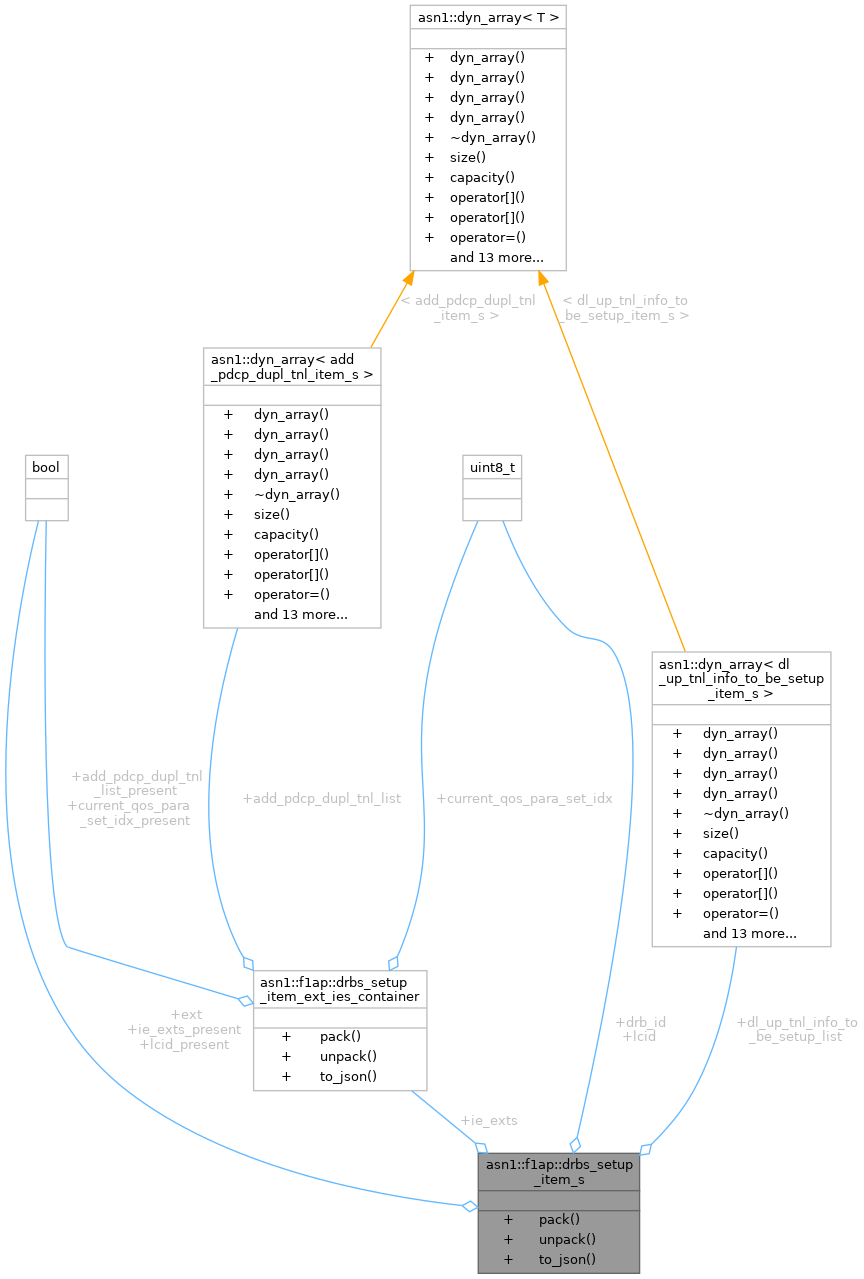 asn1::dyn_array< T >
+ dyn_array()
+ dyn_array()
+ dyn_array()
+ dyn_array()
+ ~dyn_array()
+ size()
+ capacity()
+ operator[]()
+ operator[]()
+ operator=()
and 13 more...
< add_pdcp_dupl_tnl
_item_s >
< dl_up_tnl_info_to
_be_setup_item_s >
asn1::dyn_array< add
_pdcp_dupl_tnl_item_s >
+ dyn_array()
+ dyn_array()
+ dyn_array()
+ dyn_array()
+ ~dyn_array()
+ size()
+ capacity()
+ operator[]()
+ operator[]()
+ operator=()
and 13 more...
bool
uint8_t
asn1::dyn_array< dl
_up_tnl_info_to_be_setup
_item_s >
+ dyn_array()
+ dyn_array()
+ dyn_array()
+ dyn_array()
+ ~dyn_array()
+ size()
+ capacity()
+ operator[]()
+ operator[]()
+ operator=()
and 13 more...
+add_pdcp_dupl_tnl
_list_present
+current_qos_para
_set_idx_present
+add_pdcp_dupl_tnl_list
+current_qos_para_set_idx
asn1::f1ap::drbs_setup
_item_ext_ies_container
+ pack()
+ unpack()
+ to_json()
+ext
+ie_exts_present
+lcid_present
+drb_id
+lcid
+dl_up_tnl_info_to
_be_setup_list
+ie_exts
asn1::f1ap::drbs_setup
_item_s
+ pack()
+ unpack()
+ to_json()